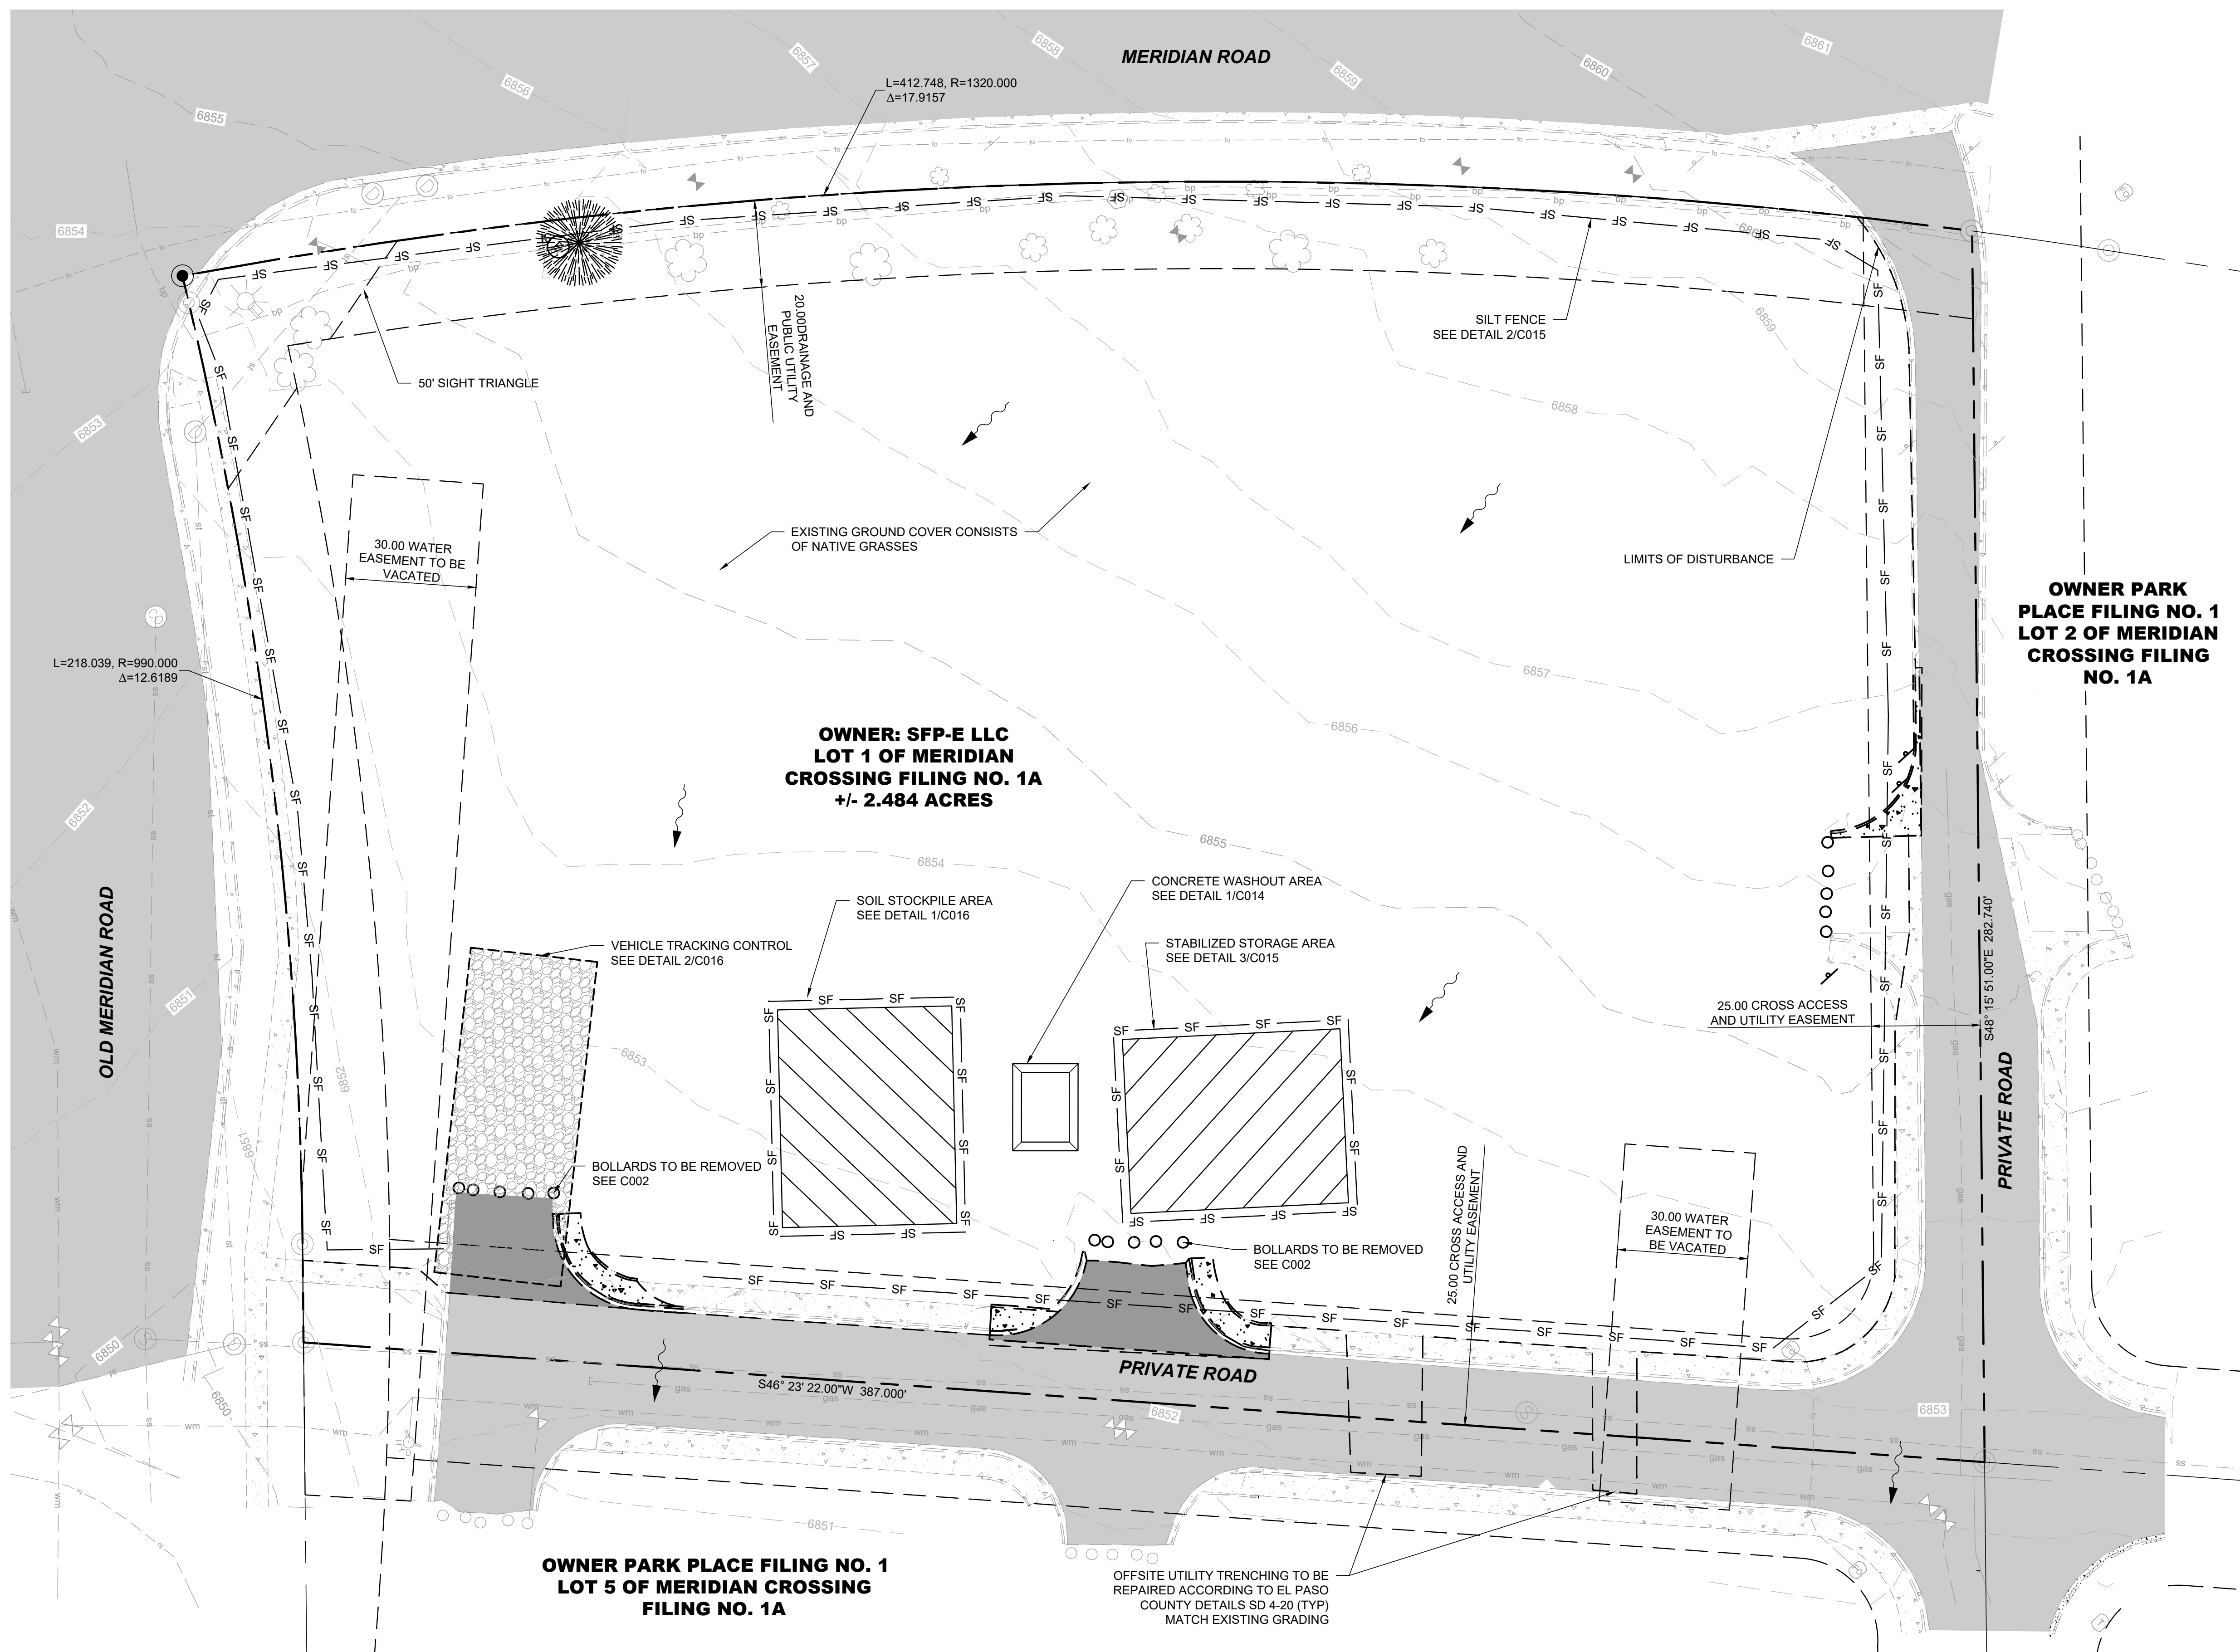 MERIDIAN ROAD
6861
6858
6857
6859
6860
6856
6855
6854
6853
6852
6851
6850
L=412.748, R=1320.000
Δ=17.9157
SILT FENCE
SEE DETAIL 2/C015
20.00DRAINAGE AND
PUBLIC UTILITY
EASEMENT
50' SIGHT TRIANGLE
6859
6858
EXISTING GROUND COVER CONSISTS
OF NATIVE GRASSES
30.00 WATER
EASEMENT TO BE
VACATED
LIMITS OF DISTURBANCE
OWNER PARK
PLACE FILING NO. 1
LOT 2 OF MERIDIAN
CROSSING FILING
NO. 1A
L=218.039, R=990.000
Δ=12.6189
6857
6856
OWNER: SFP-E LLC
LOT 1 OF MERIDIAN
CROSSING FILING NO. 1A
+/- 2.484 ACRES
6855
6854
CONCRETE WASHOUT AREA
SEE DETAIL 1/C014
SOIL STOCKPILE AREA
SEE DETAIL 1/C016
STABILIZED STORAGE AREA
SEE DETAIL 3/C015
VEHICLE TRACKING CONTROL
SEE DETAIL 2/C016
OLD MERIDIAN ROAD
25.00 CROSS ACCESS
AND UTILITY EASEMENT
S48° 15' 51.00"E 282.740'
PRIVATE ROAD
6853
6852
6851
BOLLARDS TO BE REMOVED
SEE C002
25.00 CROSS ACCESS AND
UTILITY EASEMENT
30.00 WATER
EASEMENT TO
BE VACATED
BOLLARDS TO BE REMOVED
SEE C002
PRIVATE ROAD
S46° 23' 22.00"W 387.000'
6850
6852
6853
6851
OWNER PARK PLACE FILING NO. 1
LOT 5 OF MERIDIAN CROSSING
FILING NO. 1A
OFFSITE UTILITY TRENCHING TO BE
REPAIRED ACCORDING TO EL PASO
COUNTY DETAILS SD 4-20 (TYP)
MATCH EXISTING GRADING
SF
bp
fo
st
ss
wm
gas